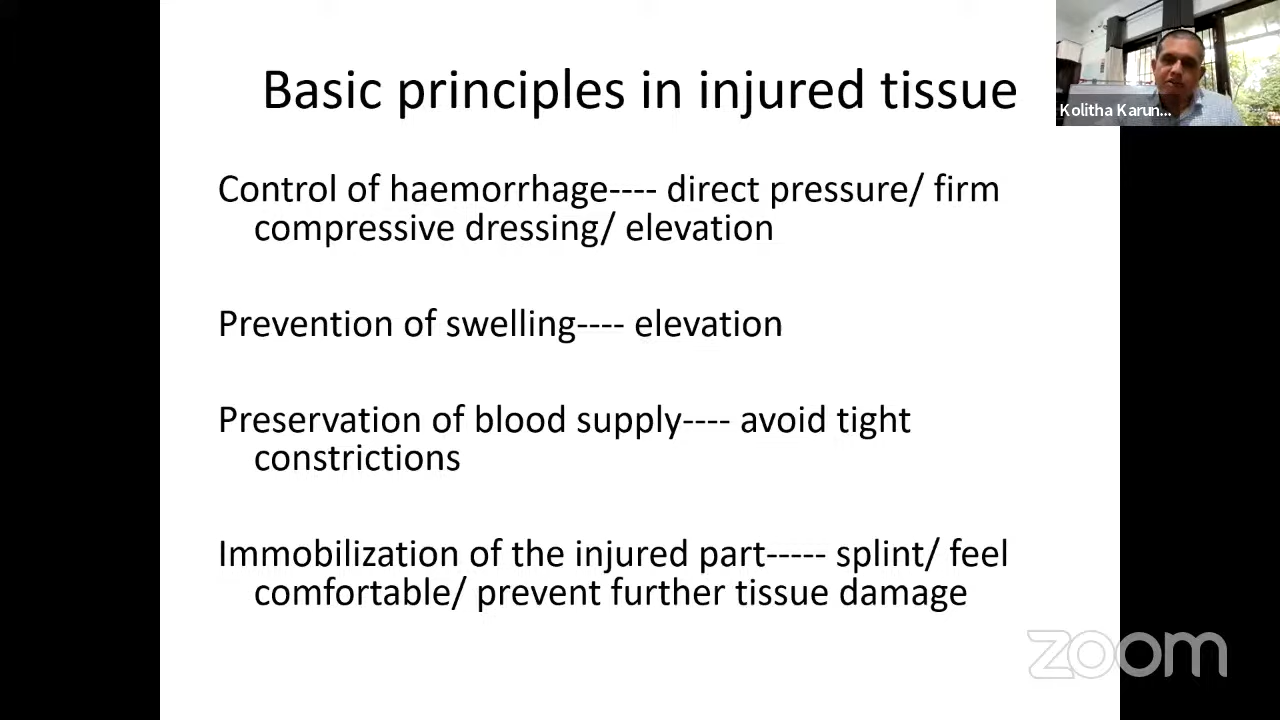 Basic principles in injured tissue
Kolitha Karun...
Control of haemorrhage---- direct pressure/ firm
compressive dressing/ elevation
Prevention of swelling---- elevation
Preservation of blood supply---- avoid tight
constrictions
Immobilization of the injured part----- splint/ feel
comfortable/ prevent further tissue damage
zoom